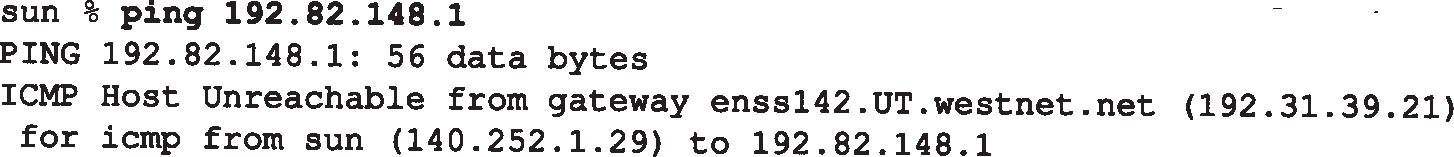 sun % ping 192.82.148.1
PING 192.82.148.1: 56 data bytes
ICMP Host Unreachable from gateway enss142.UT.westnet.net (192.31.39.21)
 for icmp from sun (140.252.1.29) to 192.82.148.1